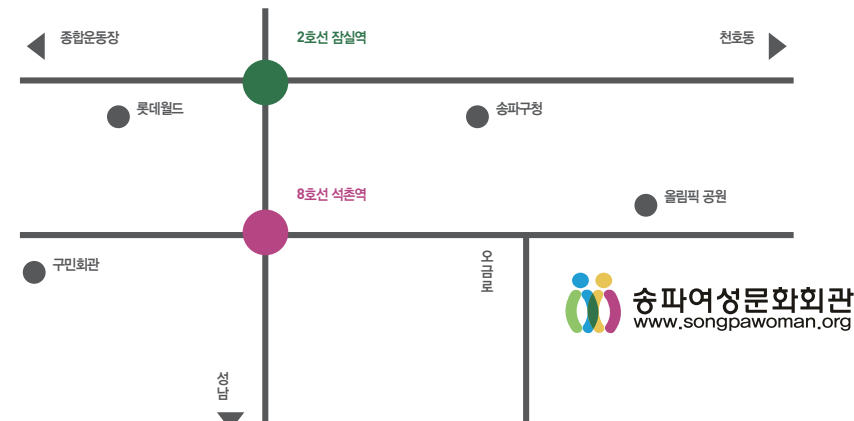 종합운동장
2호선 잠실역
천호동
롯데월드
송파구청
8호선 석촌역
올림픽 공원
구민회관
오금로
송파여성문화회관
www.songpawoman.org
성남